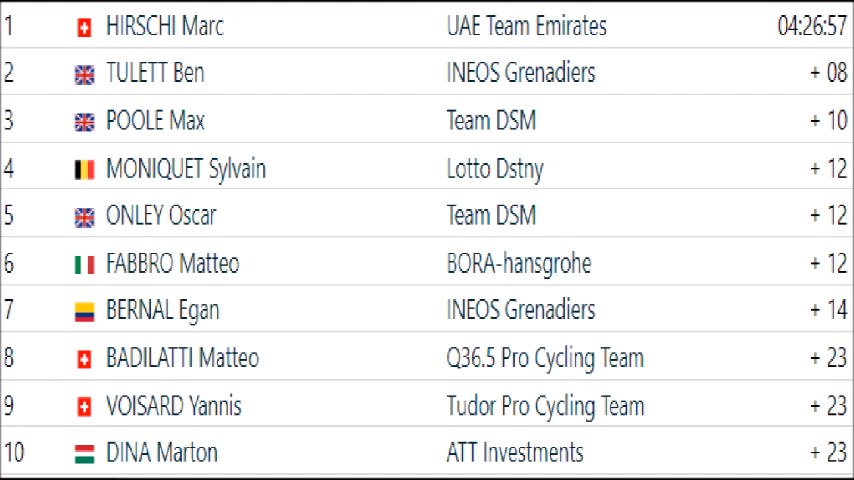 1 HIRSCHI Marc UAE Team Emirates 04:26:57
2 TULETT Ben INEOS Grenadiers + 08
3 POOLE Max Team DSM + 10
4 MONIQUET Sylvain Lotto Dstny + 12
5 ONLEY Oscar Team DSM + 12
6 FABBRO Matteo BORA-hansgrohe + 12
7 BERNAL Egan INEOS Grenadiers + 14
8 BADILATTI Matteo Q36.5 Pro Cycling Team + 23
9 VOISARD Yannis Tudor Pro Cycling Team + 23
10 DINA Marton ATT Investments + 23